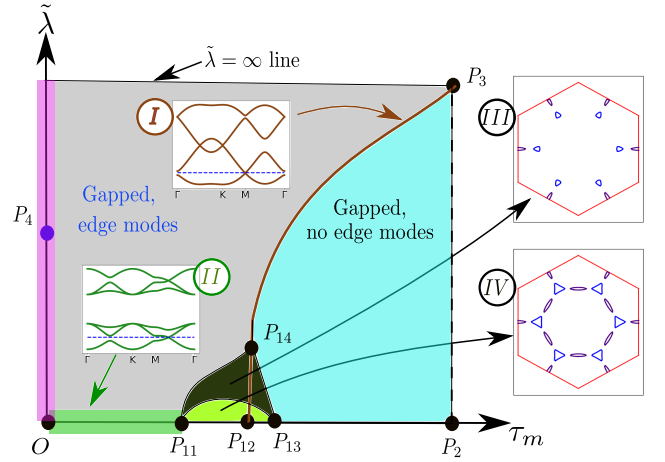 λ̃
λ̃ = ∞ line
P₃
I
III
Γ K M Γ
Gapped,
edge modes
Gapped,
no edge modes
P₄
II
IV
Γ K M Γ
P₁₄
O
P₁₁
P₁₂
P₁₃
P₂
τₘ